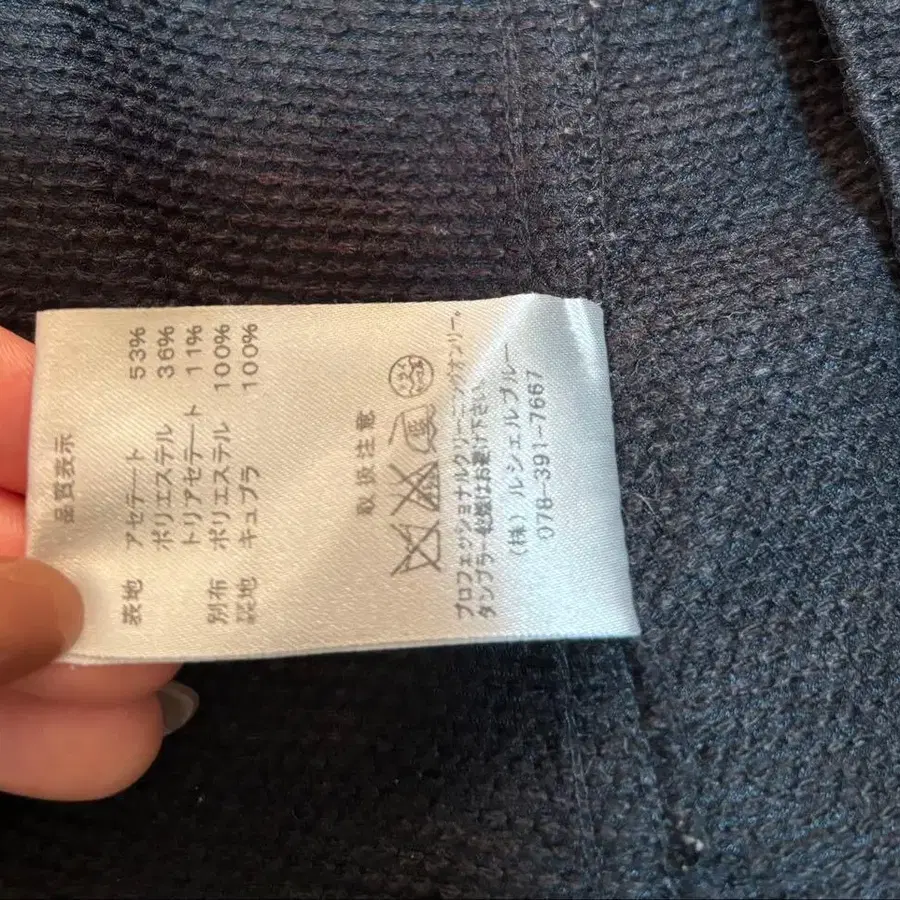 品質表示
表地 アセテート 53%
ポリエステル 36%
トリアセテート 11%
別布 ポリエステル 100%
裏地 キュプラ 100%
取扱注意
プロフェッショナルクリーニングオンリー。
タンブラー乾燥はお避け下さい。
(株) ルシェルブルー
078-391-7667